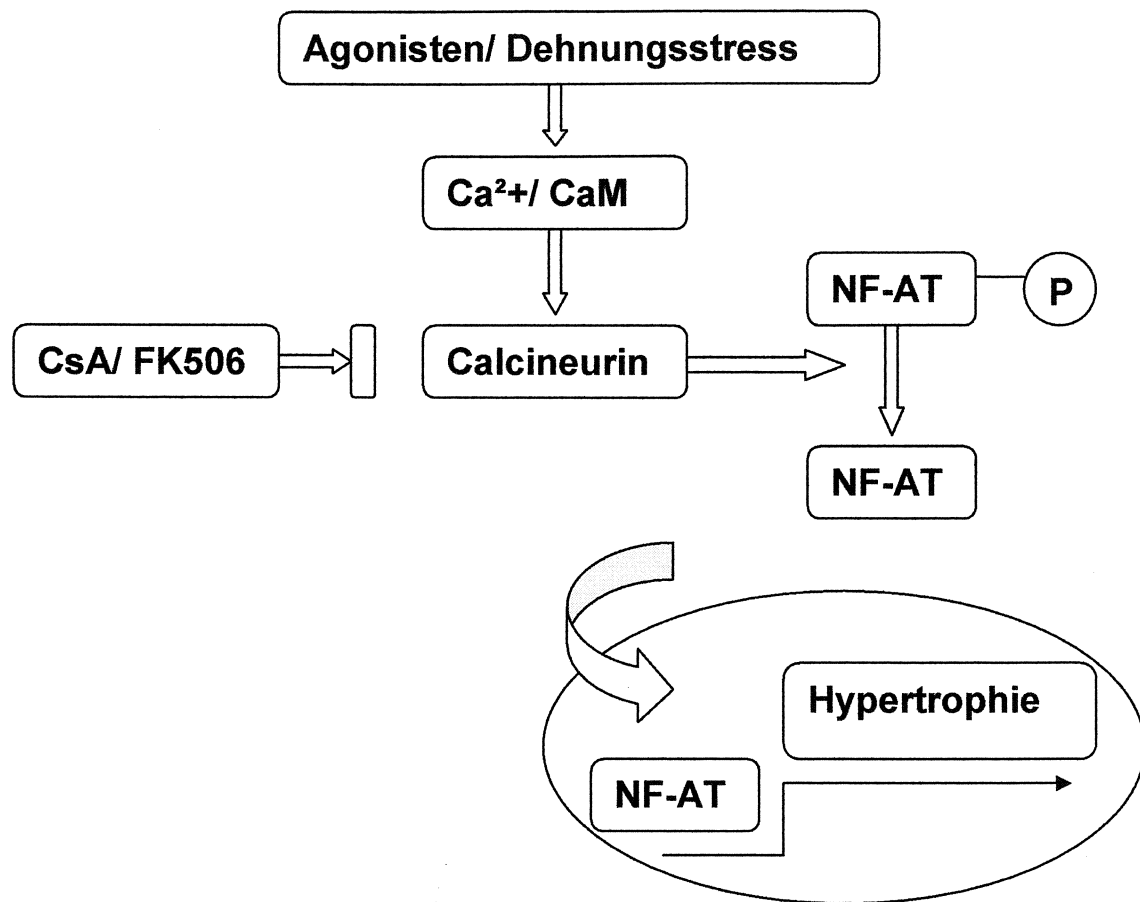 Agonisten/ Dehnungsstress
Ca²+/ CaM
NF-AT
P
CsA/ FK506
Calcineurin
NF-AT
Hypertrophie
NF-AT